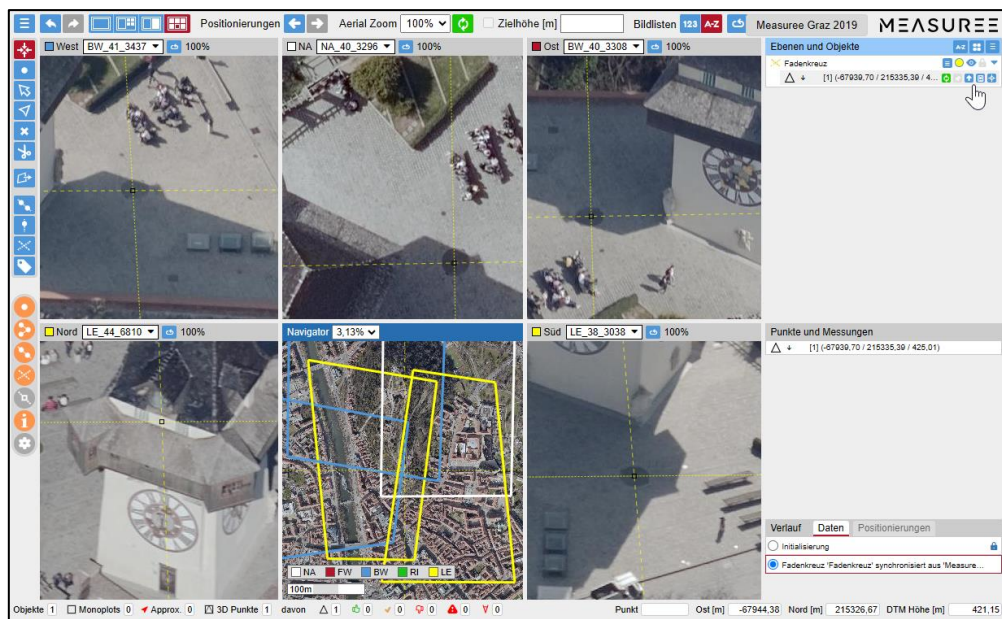 Positionierungen Aerial Zoom 100% Zielhöhe [m] Bildlisten 123 A-Z Measuree Graz 2019 MEASUREE
West BW_41_3437 100%
NA NA_40_3296 100%
Ost BW_40_3308 100%
Ebenen und Objekte A-Z
Fadenkreuz
[1] (-67939,70 / 215335,39 / 4...
Nord LE_44_6810 100%
Navigator 3,13%
Süd LE_38_3038 100%
Punkte und Messungen
[1] (-67939,70 / 215335,39 / 425,01)
NA FW BW RI LE
100m
Verlauf Daten Positionierungen
Initialisierung
Fadenkreuz 'Fadenkreuz' synchronisiert aus 'Measure...
Objekte 1 Monoplots 0 Approx. 0 3D Punkte 1 davon 1 0 0 0 0 0 Punkt Ost [m] -67944,38 Nord [m] 215326,67 DTM Höhe [m] 421,15